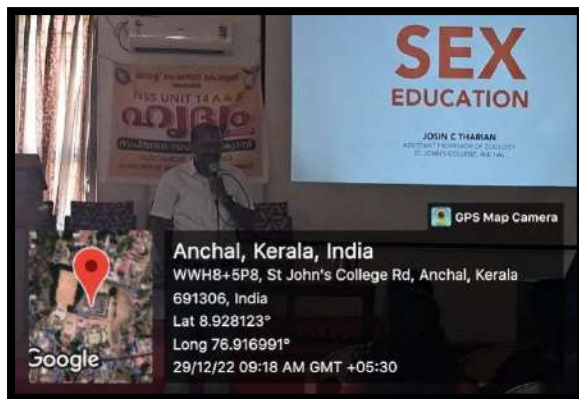 SEX
EDUCATION
JOSIN C THARIAN
ASSISTANT PROFESSOR OF ZOOLOGY
ST. JOHN'S COLLEGE, ANCHAL
NSS UNIT 14 A &
ഹൃദ്യം
GPS Map Camera
Anchal, Kerala, India
WWH8+5P8, St John's College Rd, Anchal, Kerala
691306, India
Lat 8.928123°
Long 76.916991°
29/12/22 09:18 AM GMT +05:30
Google